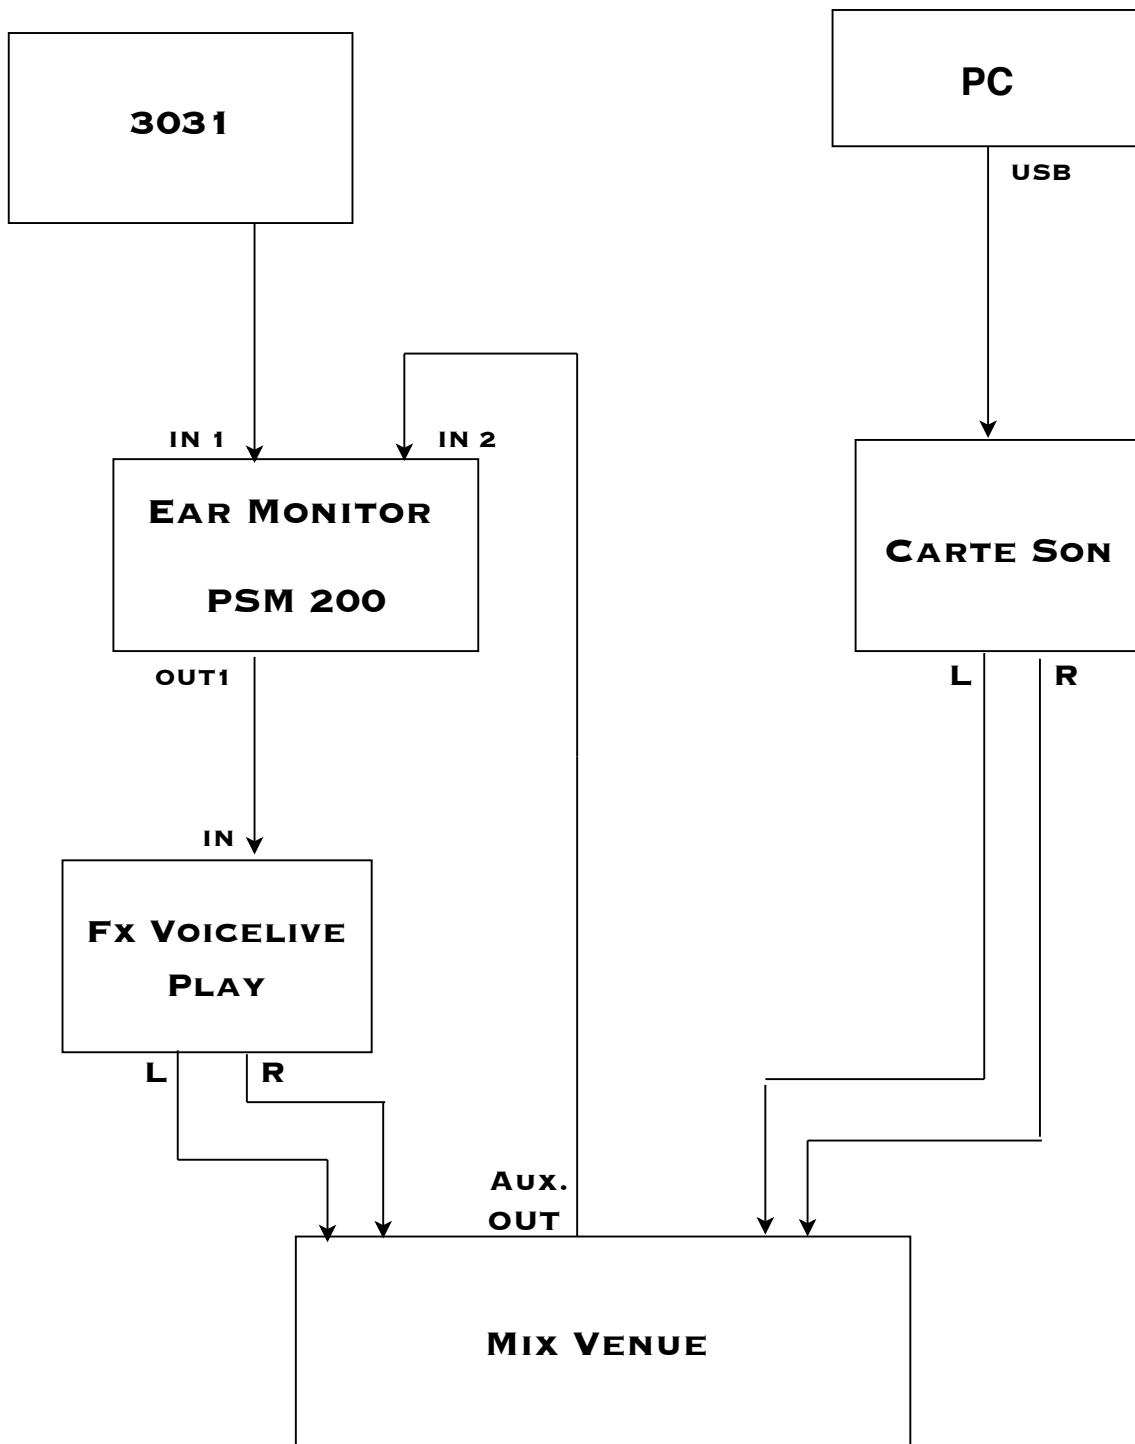 3031
PC
USB
IN 1
IN 2
EAR MONITOR
PSM 200
CARTE SON
OUT1
L
R
IN
FX VOICELIVE
PLAY
L
R
AUX.
OUT
MIX VENUE